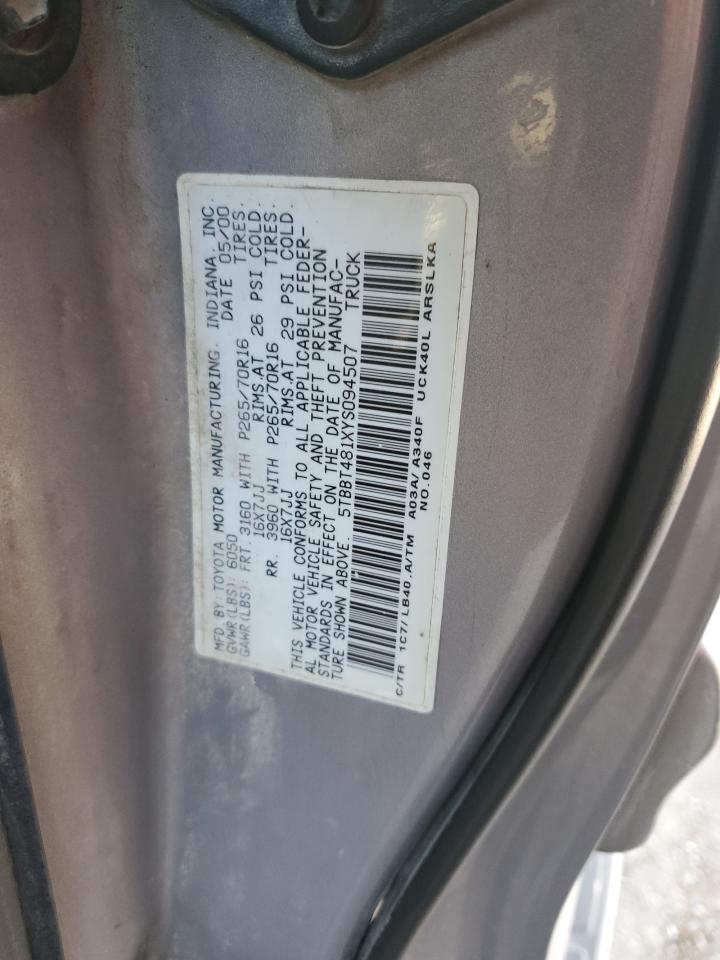 MFD. BY: TOYOTA MOTOR MANUFACTURING. INDIANA. INC.
GVWR(LBS): 6050 DATE 05/00
GAWR(LBS): FRT. 3160 WITH P265/70R16 TIRES.
16X7JJ RIMS.AT 26 PSI COLD.
RR. 3960 WITH P265/70R16 TIRES.
16X7JJ RIMS.AT 29 PSI COLD.
THIS VEHICLE CONFORMS TO ALL APPLICABLE FEDER-
AL MOTOR VEHICLE SAFETY AND THEFT PREVENTION
STANDARDS IN EFFECT ON THE DATE OF MANUFAC-
TURE SHOWN ABOVE. 5TBBT481XYS094507 TRUCK
C/TR 1C7/ LB40.A/TM A03A/ A340F UCK40L ARSLKA
NO.046